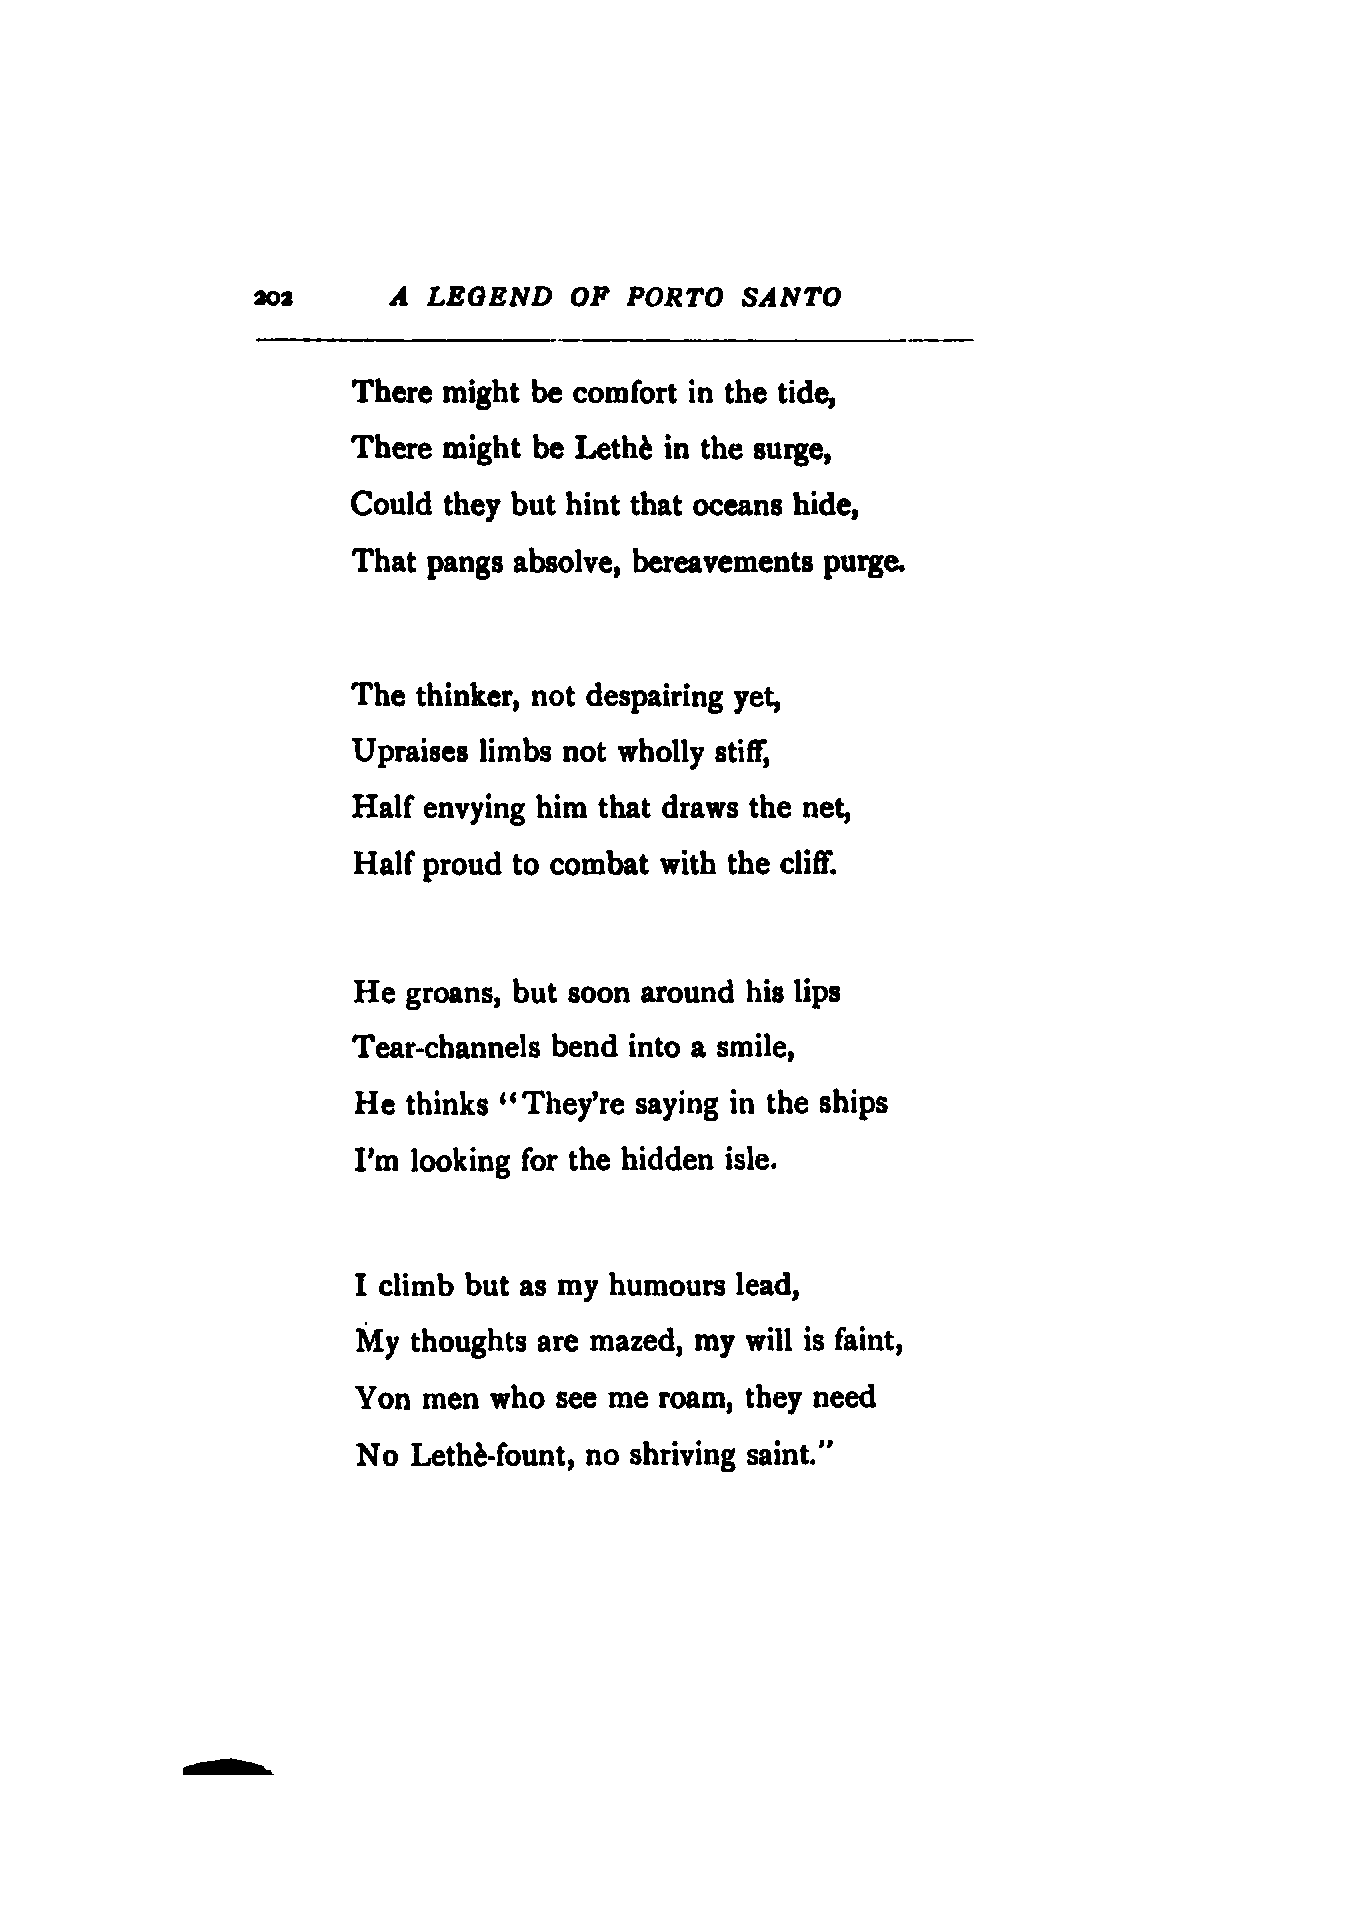 202 A LEGEND OF PORTO SANTO
There might be comfort in the tide,
There might be Lethè in the surge,
Could they but hint that oceans hide,
That pangs absolve, bereavements purge.
The thinker, not despairing yet,
Upraises limbs not wholly stiff,
Half envying him that draws the net,
Half proud to combat with the cliff.
He groans, but soon around his lips
Tear-channels bend into a smile,
He thinks “They're saying in the ships
I'm looking for the hidden isle.
I climb but as my humours lead,
My thoughts are mazed, my will is faint,
Yon men who see me roam, they need
No Lethè-fount, no shriving saint.”